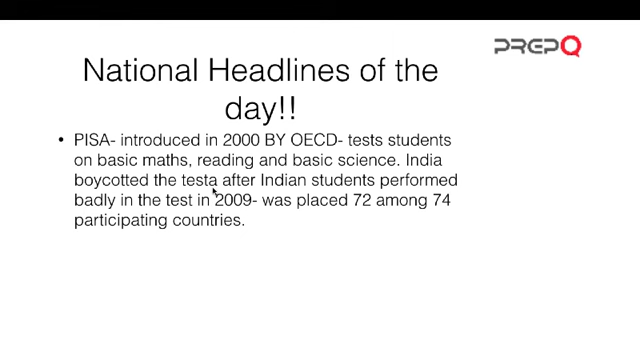 PREPQ
National Headlines of the
day!!
• PISA- introduced in 2000 BY OECD- tests students
on basic maths, reading and basic science. India
boycotted the testa after Indian students performed
badly in the test in 2009- was placed 72 among 74
participating countries.